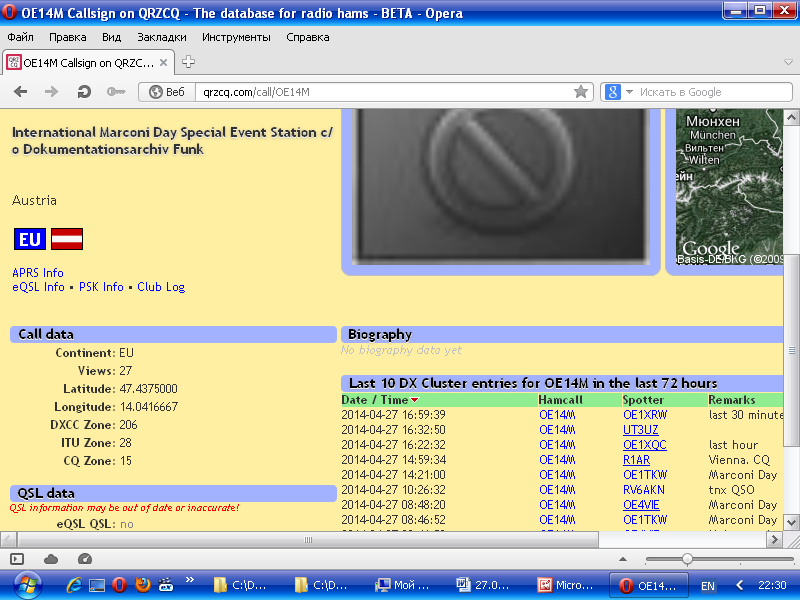 OE14M Callsign on QRZCQ - The database for radio hams - BETA - Opera
Файл Правка Вид Закладки Инструменты Справка
QRZ CQ OE14M Callsign on QRZC...
Веб qrzcq.com/call/OE14M Искать в Google
International Marconi Day Special Event Station c/
o Dokumentationsarchiv Funk
Мюнхен
München
Вильтен
Wilten
ейн
Google
Basis-DE/BKG (©2009
Austria
EU
APRS Info
eQSL Info • PSK Info • Club Log
Call data
Continent: EU
Views: 27
Latitude: 47.4375000
Longitude: 14.0416667
DXCC Zone: 206
ITU Zone: 28
CQ Zone: 15
QSL data
QSL information may be out of date or inaccurate!
eQSL QSL: no
Biography
No biography data yet
Last 10 DX Cluster entries for OE14M in the last 72 hours
Date / Time Hamcall Spotter Remarks
2014-04-27 16:59:39 OE14M OE1XRW last 30 minute
2014-04-27 16:32:50 OE14M UT3UZ
2014-04-27 16:22:32 OE14M OE1XQC last hour
2014-04-27 14:59:34 OE14M R1AR Vienna. CQ
2014-04-27 14:21:00 OE14M OE1TKW Marconi Day
2014-04-27 10:26:32 OE14M RV6AKN tnx QSO
2014-04-27 08:48:20 OE14M OE4VIE Marconi Day
2014-04-27 08:46:52 OE14M OE1TKW Marconi Day
C:\D... C:\D... Мой ... 27.0... Micro... OE14... EN 22:30